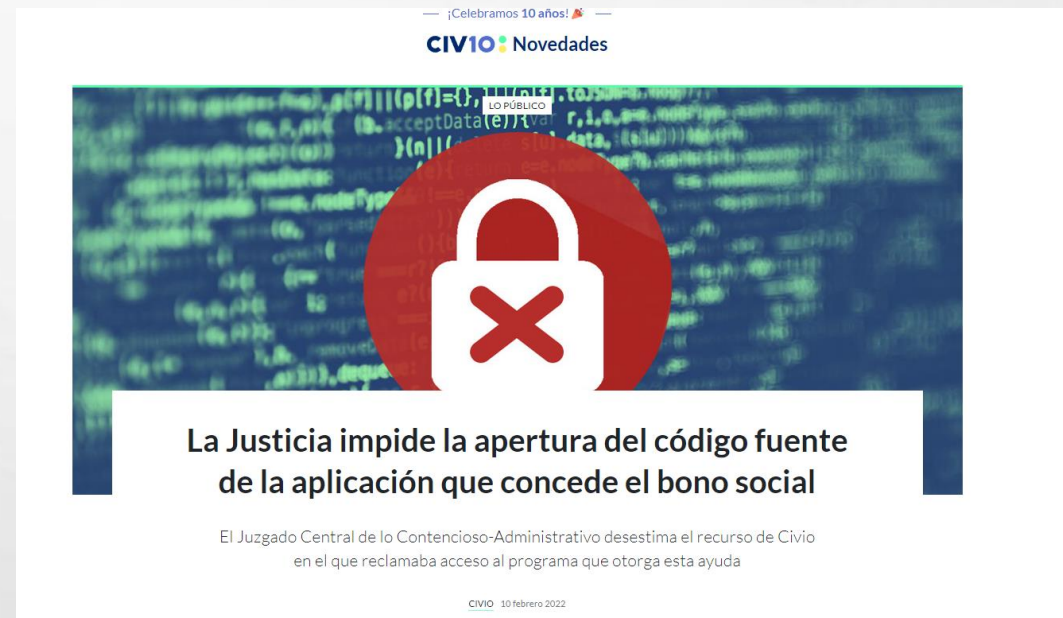 ¡Celebramos 10 años! 🎉
CIV10 Novedades
LO PÚBLICO
acceptData(e)){var r,i,o,a
La Justicia impide la apertura del código fuente
de la aplicación que concede el bono social
El Juzgado Central de lo Contencioso-Administrativo desestima el recurso de Civio
en el que reclamaba acceso al programa que otorga esta ayuda
CIVIO 10 febrero 2022